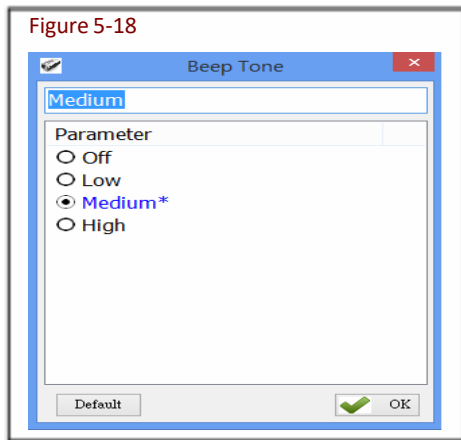 Figure 5-18
Beep Tone
Medium
Parameter
Off
Low
Medium*
High
Default OK